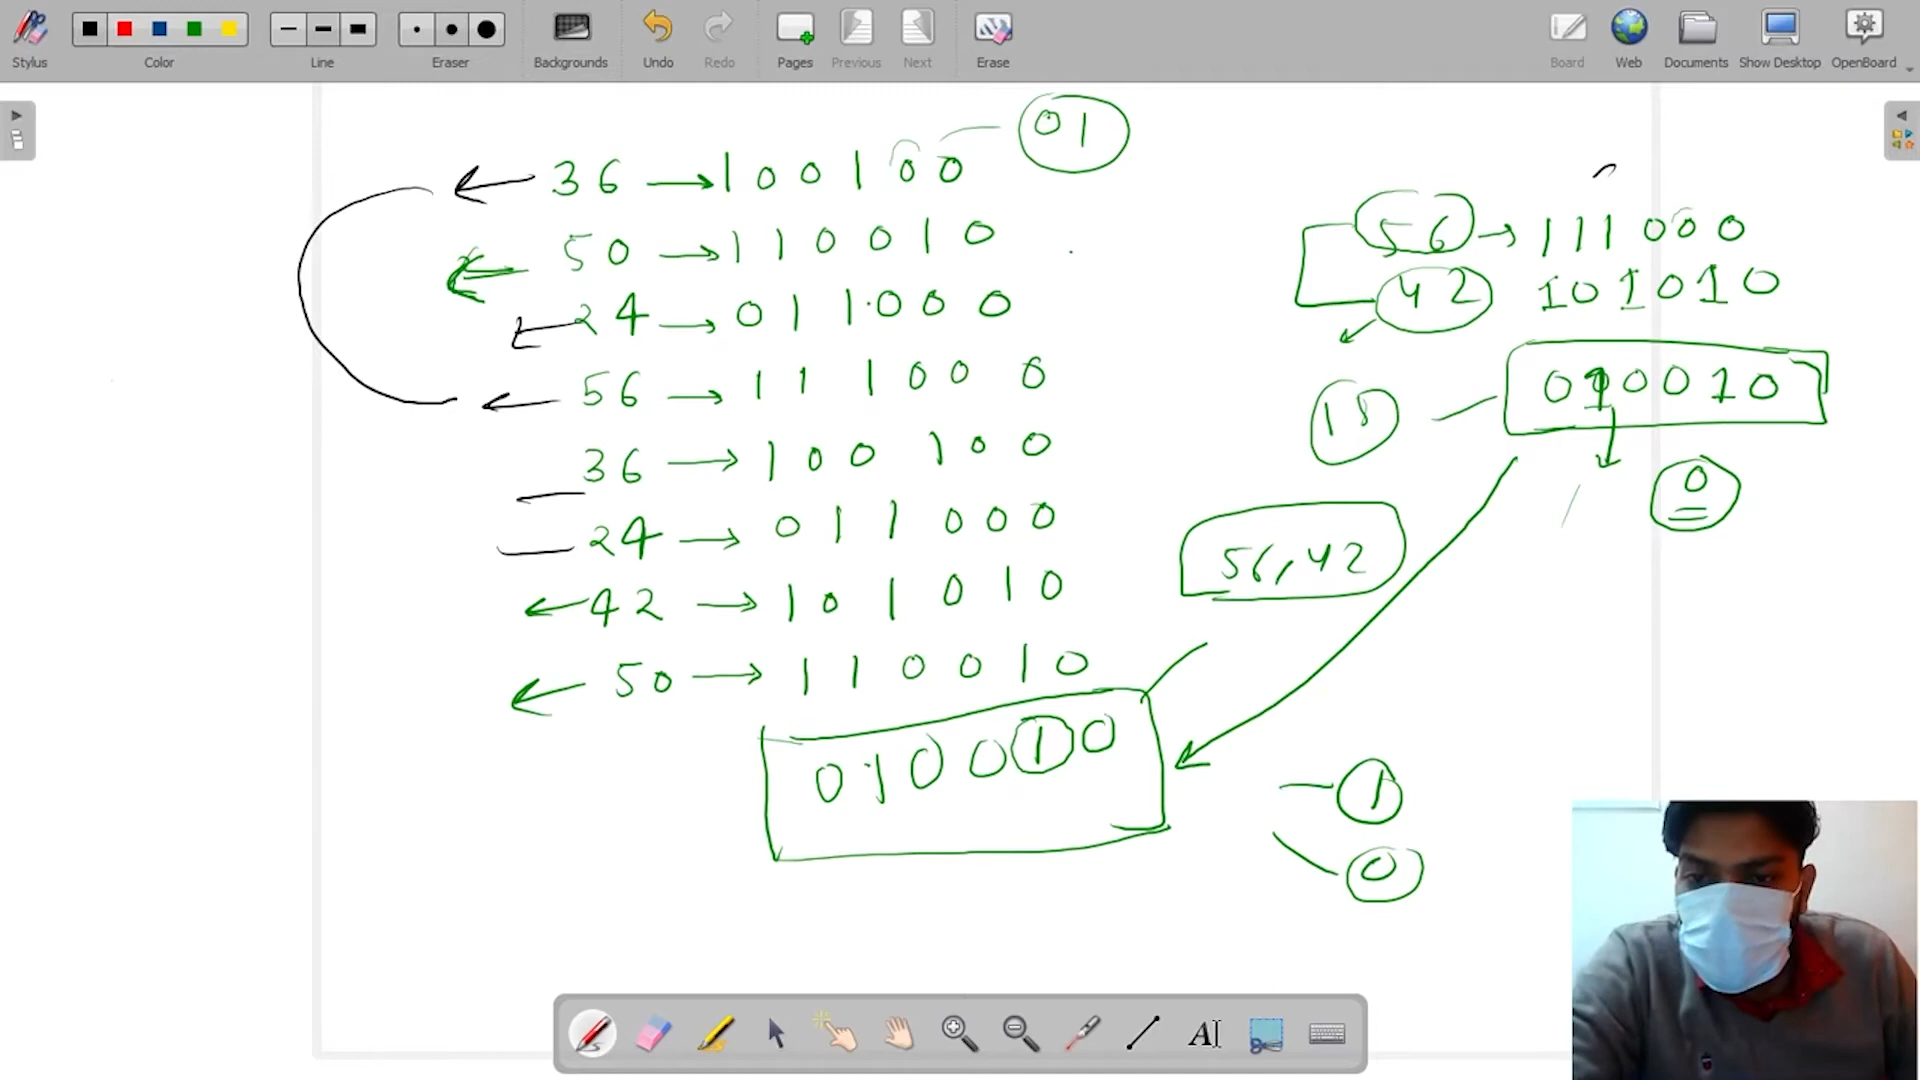 Stylus Color Line Eraser Backgrounds Undo Redo Pages Previous Next Erase Board Web Documents Show Desktop OpenBoard
01
36 → 100100
50 → 110010
24 → 011000
56 → 111000
36 → 100100
24 → 011000
42 → 101010
50 → 110010
010010
56 → 111000
42 101010
010010
18
0
56, 42
1
0